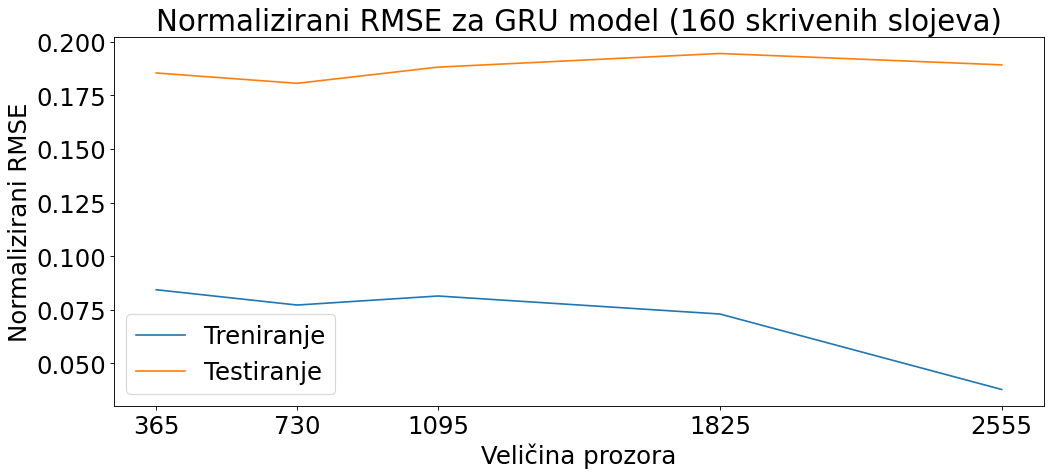 Normalizirani RMSE za GRU model (160 skrivenih slojeva)
Normalizirani RMSE
0.200
0.175
0.150
0.125
0.100
0.075
0.050
Treniranje
Testiranje
365 730 1095 1825 2555
Veličina prozora